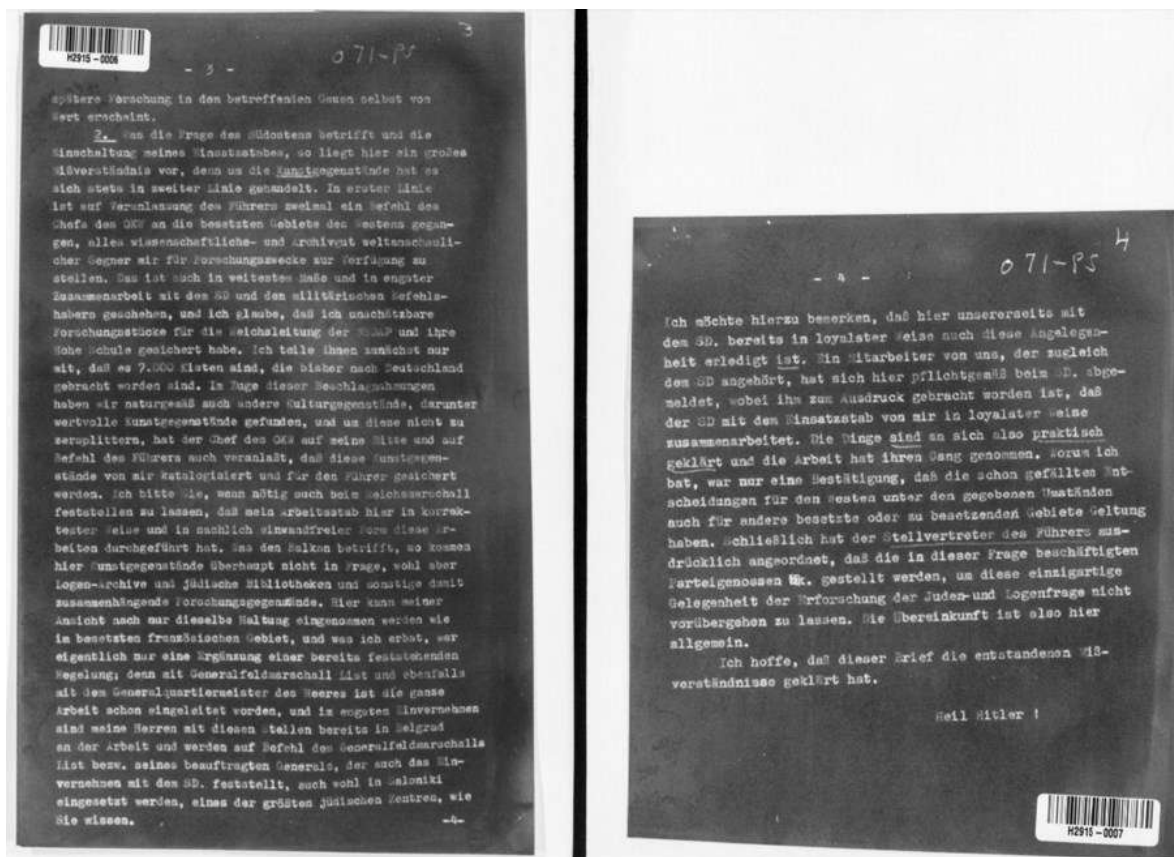 H2915-0006
3
071-PS
- 3 -
spätere Forschung in den betreffenden Gauen selbst von
Wert erscheint.
2. Was die Frage des Südostens betrifft und die
Einschaltung meines Einsatzstabes, so liegt hier ein großes
Mißverständnis vor, denn um die Kunstgegenstände hat es
sich stets in zweiter Linie gehandelt. In erster Linie
ist auf Veranlassung des Führers zweimal ein Befehl des
Chefs des OKW an die besetzten Gebiete des Westens gegan-
gen, alles wissenschaftliche- und Archivgut weltanschauli-
cher Gegner mir für Forschungszwecke zur Verfügung zu
stellen. Das ist auch in weitestem Maße und in engster
Zusammenarbeit mit dem SD und den militärischen Befehls-
habern geschehen, und ich glaube, daß ich unschätzbare
Forschungsstücke für die Reichsleitung der NSDAP und ihre
Hohe Schule gesichert habe. Ich teile Ihnen zunächst nur
mit, daß es 7.000 Kisten sind, die bisher nach Deutschland
gebracht worden sind. Im Zuge dieser Beschlagnahmungen
haben wir naturgemäß auch andere Kulturgegenstände, darunter
wertvolle Kunstgegenstände gefunden, und um diese nicht zu
zersplittern, hat der Chef des OKW auf meine Bitte und auf
Befehl des Führers auch veranlaßt, daß diese Kunstgegen-
stände von mir katalogisiert und für den Führer gesichert
werden. Ich bitte Sie, wenn nötig auch beim Reichsmarschall
feststellen zu lassen, daß mein Arbeitsstab hier in korrek-
tester Weise und in sachlich einwandfreier Form diese Ar-
beiten durchgeführt hat. Was den Balkan betrifft, so kommen
hier Kunstgegenstände überhaupt nicht in Frage, wohl aber
Logen-Archive und jüdische Bibliotheken und sonstige damit
zusammenhängende Forschungsgegenstände. Hier kann meiner
Ansicht nach nur dieselbe Haltung eingenommen werden wie
im besetzten französischen Gebiet, und was ich erbat, war
eigentlich nur eine Ergänzung einer bereits feststehenden
Regelung; denn mit Generalfeldmarschall List und ebenfalls
mit dem Generalquartiermeister des Heeres ist die ganze
Arbeit schon eingeleitet worden, und im engsten Einvernehmen
sind meine Herren mit diesen Stellen bereits in Belgrad
an der Arbeit und werden auf Befehl des Generalfeldmarschalls
List bezw. seines beauftragten Generals, der auch das Ein-
vernehmen mit dem SD. feststellt, auch wohl in Saloniki
eingesetzt werden, eines der größten jüdischen Zentren, wie
Sie wissen.
-4-
4
071-PS
- 4 -
Ich möchte hierzu bemerken, daß hier unsererseits mit
dem SD. bereits in loyalster Weise auch diese Angelegen-
heit erledigt ist. Ein Mitarbeiter von uns, der zugleich
dem SD angehört, hat sich hier pflichtgemäß beim SD. abge-
meldet, wobei ihm zum Ausdruck gebracht worden ist, daß
der SD mit dem Einsatzstab von mir in loyalster Weise
zusammenarbeitet. Die Dinge sind an sich also praktisch
geklärt und die Arbeit hat ihren Gang genommen. Worum ich
bat, war nur eine Bestätigung, daß die schon gefällten Ent-
scheidungen für den Westen unter den gegebenen Umständen
auch für andere besetzte oder zu besetzenden Gebiete Geltung
haben. Schließlich hat der Stellvertreter des Führers aus-
drücklich angeordnet, daß die in dieser Frage beschäftigten
Parteigenossen uk. gestellt werden, um diese einzigartige
Gelegenheit der Erforschung der Juden- und Logenfrage nicht
vorübergehen zu lassen. Die Übereinkunft ist also hier
allgemein.
Ich hoffe, daß dieser Brief die entstandenen Miß-
verständnisse geklärt hat.
Heil Hitler !
H2915-0007